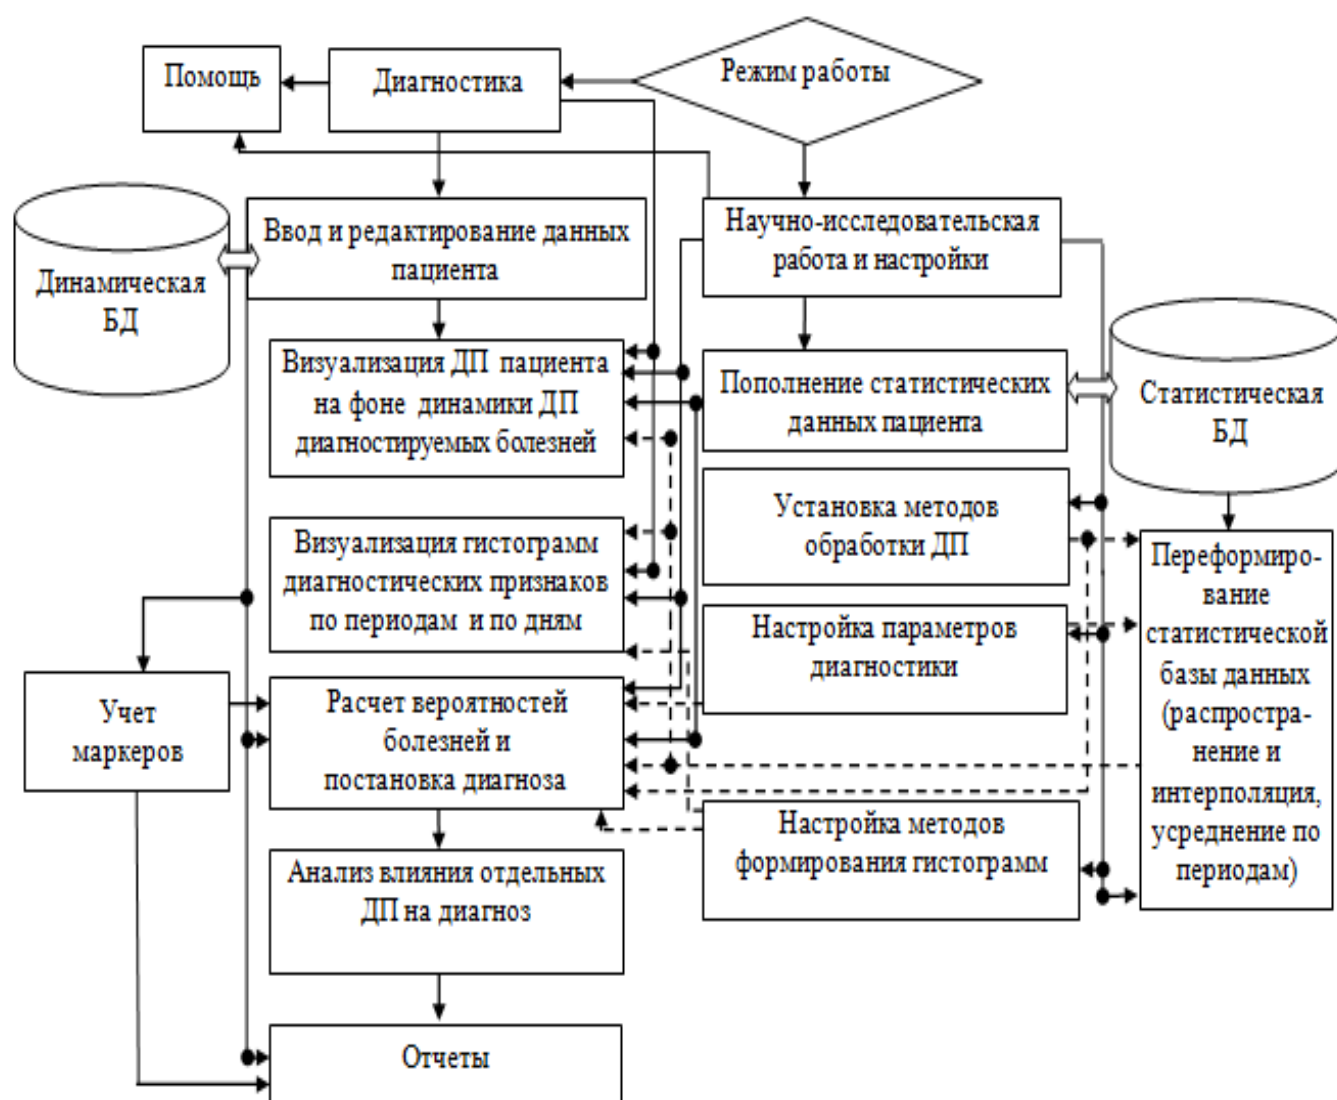 Помощь
Диагностика
Режим работы
Ввод и редактирование данных
пациента
Научно-исследовательская
работа и настройки
Динамическая
БД
Визуализация ДП пациента
на фоне динамики ДП
диагностируемых болезней
Пополнение статистических
данных пациента
Статистическая
БД
Визуализация гистограмм
диагностических признаков
по периодам и по дням
Установка методов
обработки ДП
Настройка параметров
диагностики
Переформиро-
вание
статистической
базы данных
(распростра-
нение и
интерполяция,
усреднение по
периодам)
Учет
маркеров
Расчет вероятностей
болезней и
постановка диагноза
Настройка методов
формирования гистограмм
Анализ влияния отдельных
ДП на диагноз
Отчеты